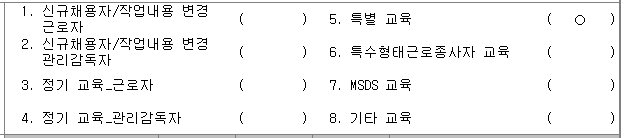 1. 신규채용자/작업내용 변경 근로자 (    ) 5. 특별 교육 ( ○ )
2. 신규채용자/작업내용 변경 관리감독자 (    ) 6. 특수형태근로종사자 교육 (    )
3. 정기 교육_근로자 (    ) 7. MSDS 교육 (    )
4. 정기 교육_관리감독자 (    ) 8. 기타 교육 (    )